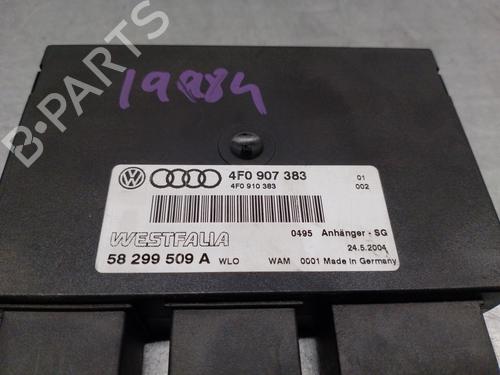 19984
B-PARTS
4F0 907 383
4F0 910 383
01
002
WESTFALIA
0495 Anhänger - SG
24.5.2004
58 299 509 A WLO WAM 0001 Made in Germany